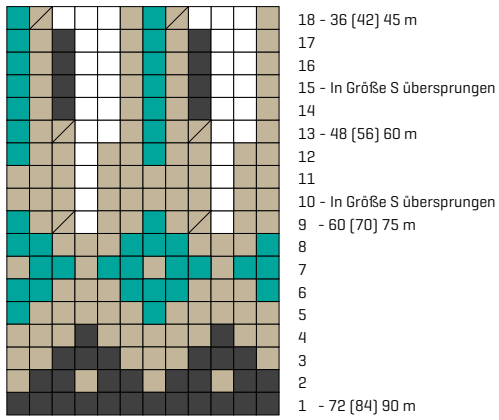 18 - 36 (42) 45 m
17
16
15 - In Größe S übersprungen
14
13 - 48 (56) 60 m
12
11
10 - In Größe S übersprungen
9 - 60 (70) 75 m
8
7
6
5
4
3
2
1 - 72 (84) 90 m